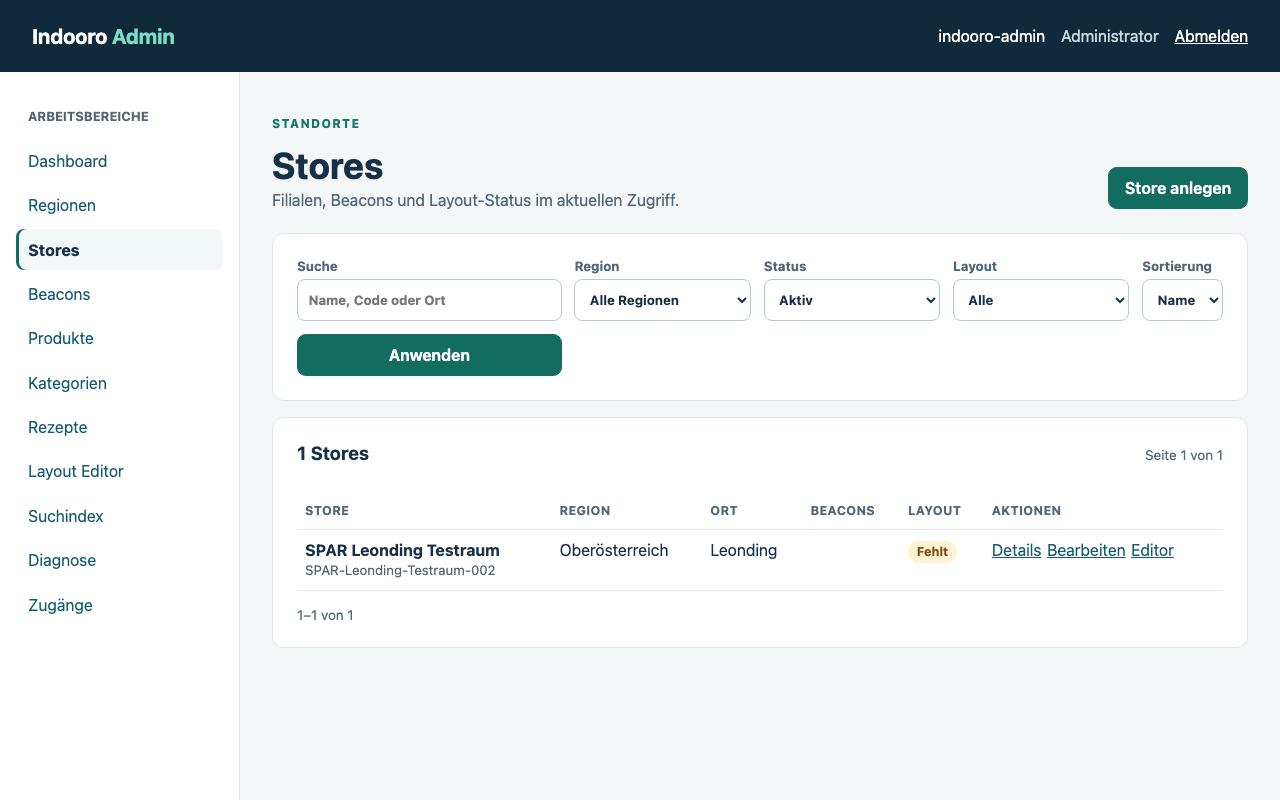 Indooro Admin
indooro-admin Administrator Abmelden
ARBEITSBEREICHE
Dashboard
Regionen
Stores
Beacons
Produkte
Kategorien
Rezepte
Layout Editor
Suchindex
Diagnose
Zugänge
STANDORTE
Stores
Filialen, Beacons und Layout-Status im aktuellen Zugriff.
Store anlegen
Suche Region Status Layout Sortierung
Name, Code oder Ort Alle Regionen Aktiv Alle Name
Anwenden
1 Stores
Seite 1 von 1
STORE REGION ORT BEACONS LAYOUT AKTIONEN
SPAR Leonding Testraum Oberösterreich Leonding Fehlt Details Bearbeiten Editor
SPAR-Leonding-Testraum-002
1–1 von 1